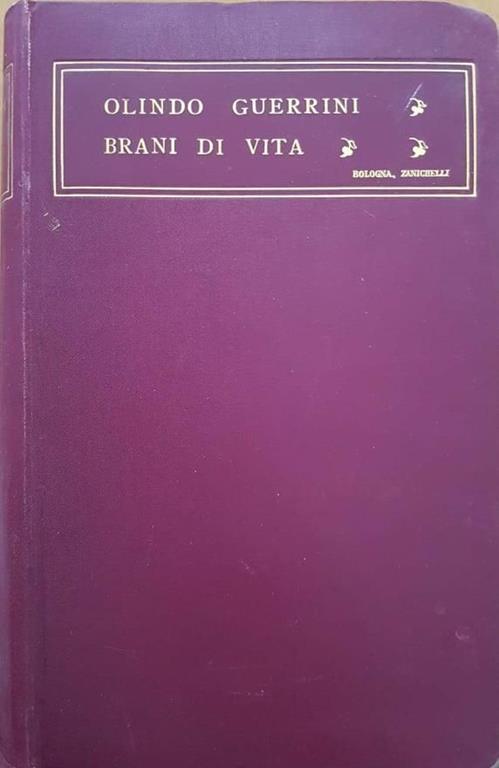 OLINDO GUERRINI
BRANI DI VITA
BOLOGNA, ZANICHELLI